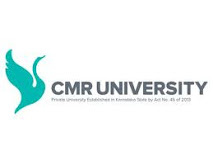 CMR UNIVERSITY
Private University Established in Karnataka State by Act No. 45 of 2013